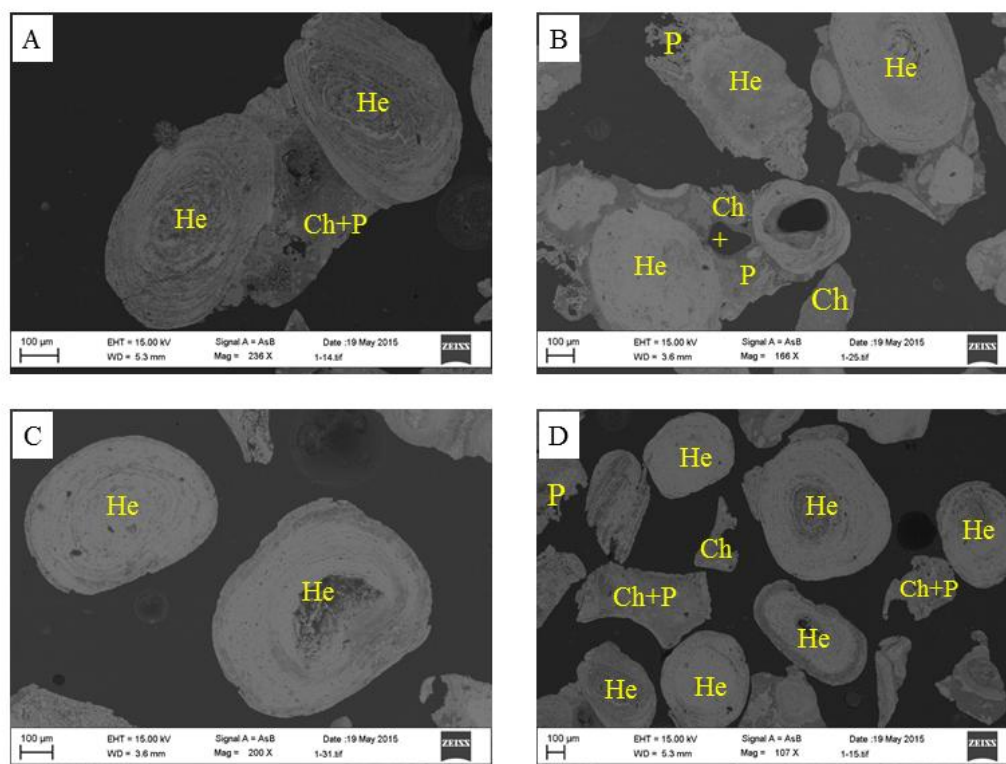 A
He
He
Ch+P
100 µm
EHT = 15.00 kV
Signal A = AsB
Date :19 May 2015
WD = 5.3 mm
Mag = 236 X
1-14.tif
ZEISS
B
P
He
He
Ch
+
P
He
Ch
100 µm
EHT = 15.00 kV
Signal A = AsB
Date :19 May 2015
WD = 3.6 mm
Mag = 166 X
1-25.tif
ZEISS
C
He
He
100 µm
EHT = 15.00 kV
Signal A = AsB
Date :19 May 2015
WD = 3.6 mm
Mag = 200 X
1-31.tif
ZEISS
D
He
P
He
He
Ch
Ch+P
Ch+P
He
He
He
100 µm
EHT = 15.00 kV
Signal A = AsB
Date :19 May 2015
WD = 5.3 mm
Mag = 107 X
1-15.tif
ZEISS